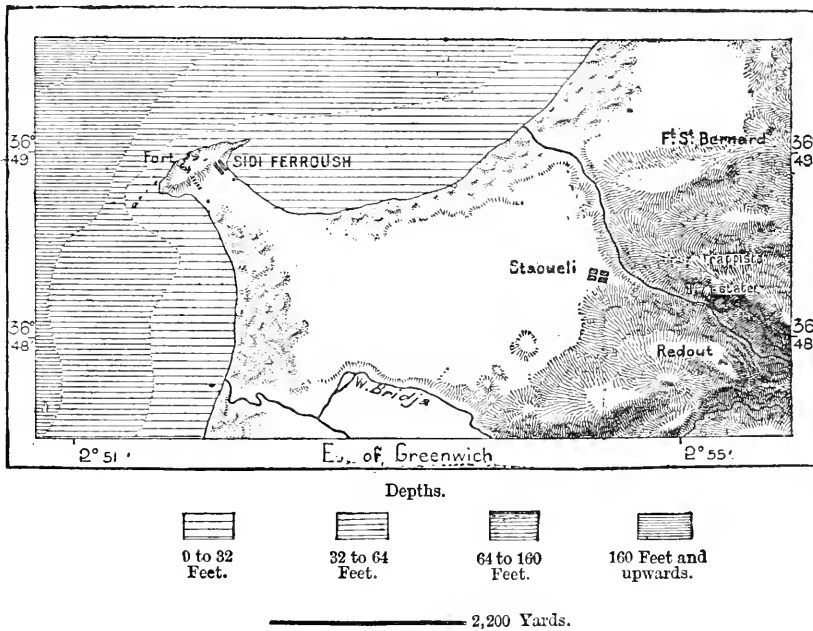 Ft. St. Bernard
36°
49
36°
49
Fort
SIDI FERROUSH
Trappists
Staoueli
36°
48
36°
48
Redout
W. Bridja
2° 51'
of Greenwich
2° 55'
Depths.
0 to 32
Feet.
32 to 64
Feet.
64 to 160
Feet.
160 Feet and
upwards.
2,200 Yards.